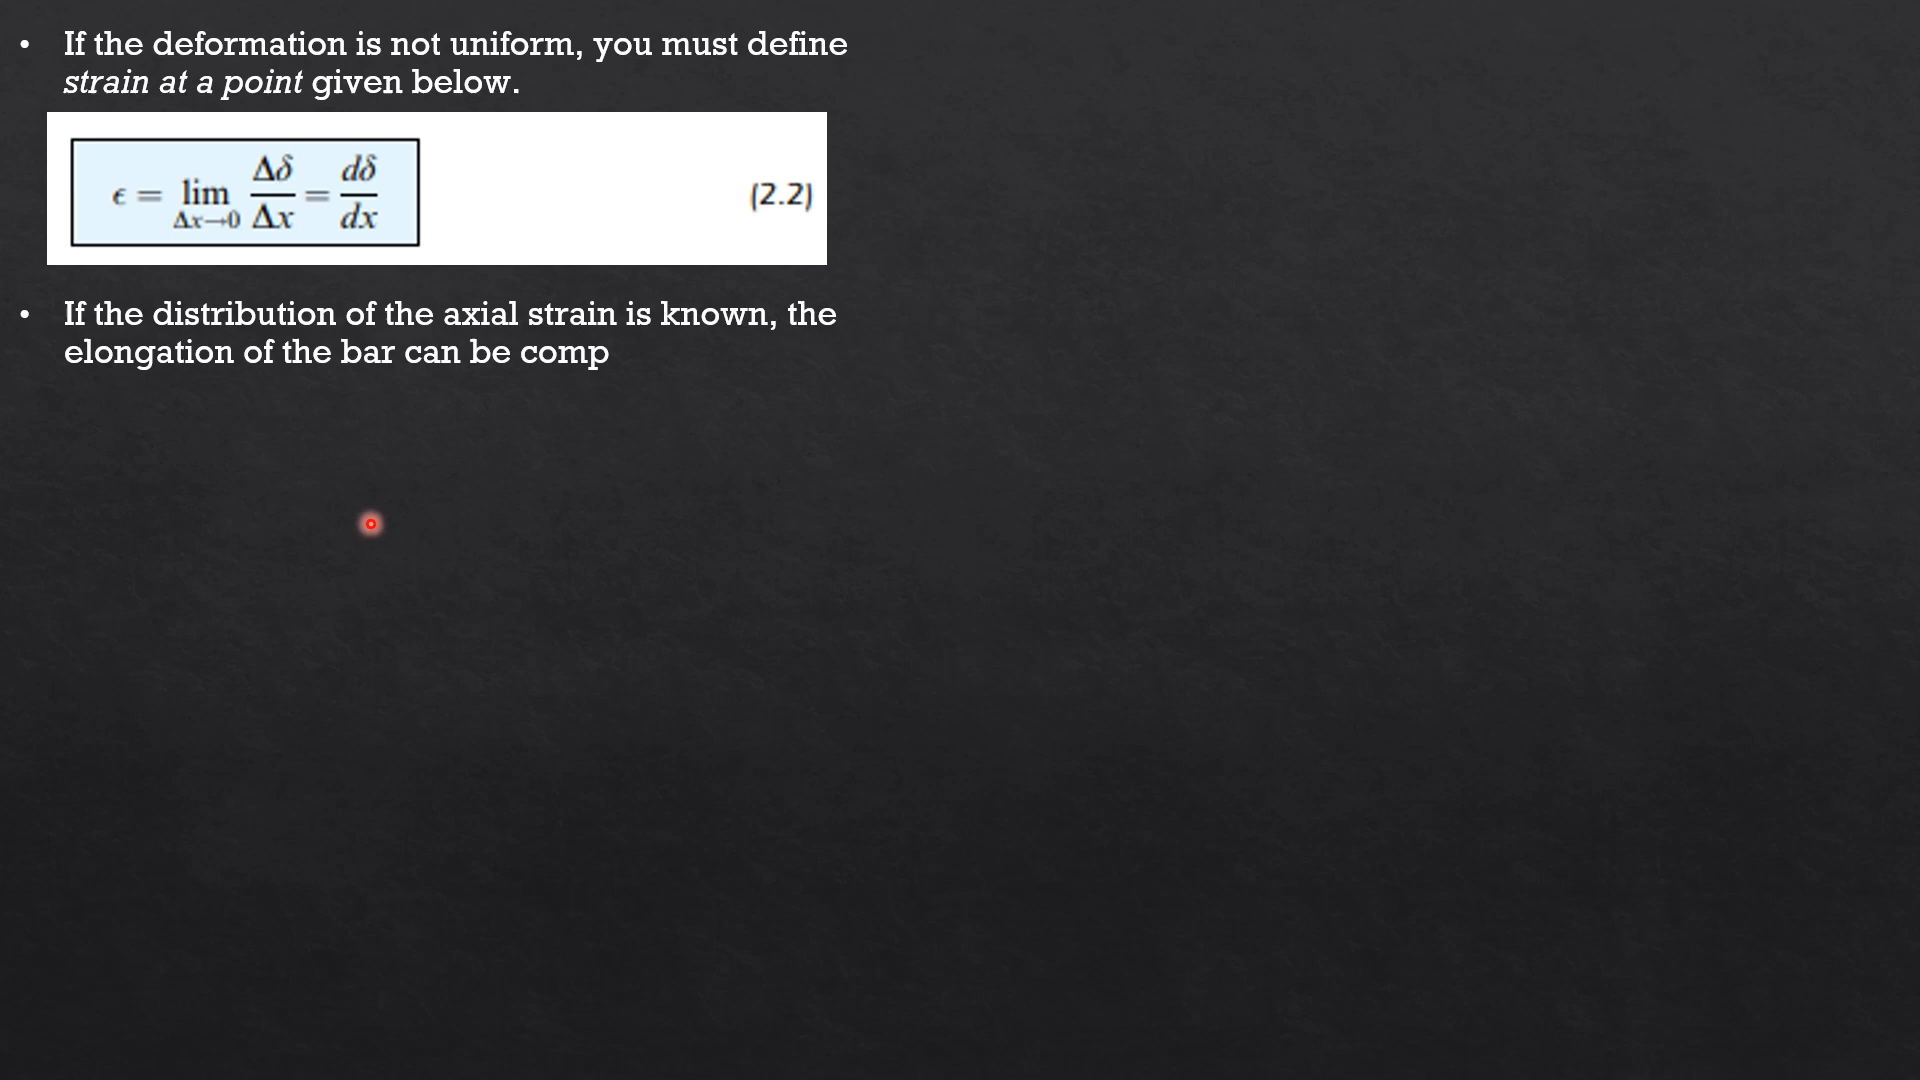 • If the deformation is not uniform, you must define
strain at a point given below.
ϵ = lim Δx→0 Δδ/Δx = dδ/dx (2.2)
• If the distribution of the axial strain is known, the
elongation of the bar can be comp